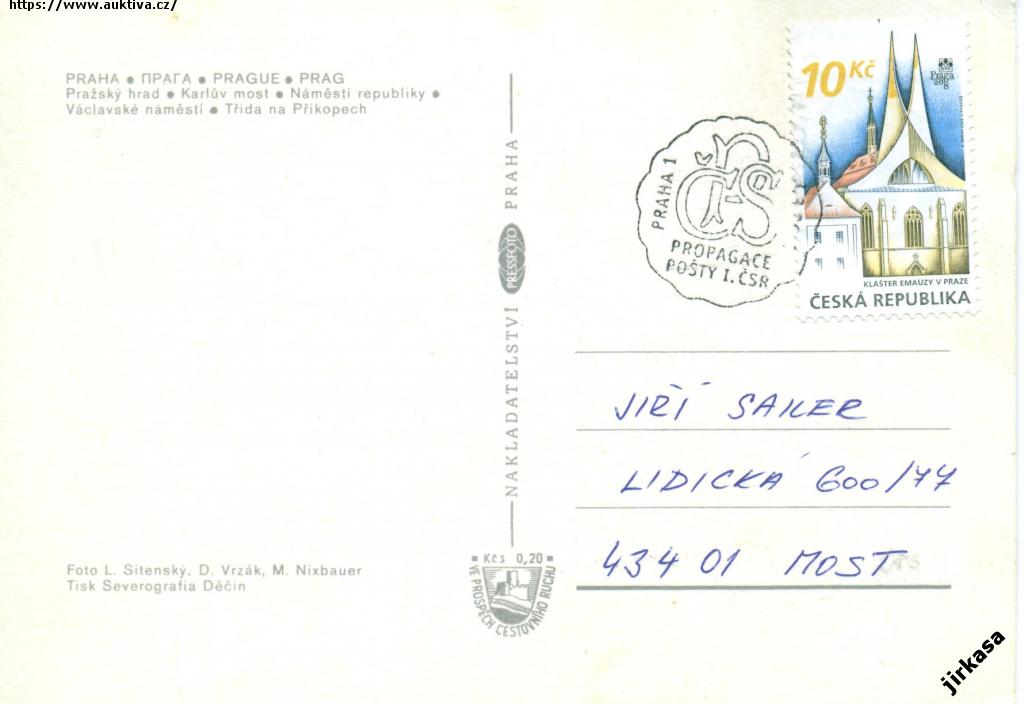 https://www.auktiva.cz/
PRAHA • ПРАГА • PRAGUE • PRAG
Pražský hrad • Karlův most • Náměstí republiky •
Václavské náměstí • Třída na Příkopech
NAKLADATELSTVÍ PRESSFOTO PRAHA
PRAHA 1
PROPAGACE
POŠTY I. ČSR
10 Kč
Praga
2008
KLÁŠTER EMAUZY V PRAZE
ČESKÁ REPUBLIKA
JIŘÍ SAILER
LIDICKÁ 600/77
434 01 MOST
Foto L. Sitenský, D. Vrzák, M. Nixbauer
Tisk Severografia Děčín
Kčs 0,20
VE PROSPĚCH CESTOVNÍHO RUCHU
jirkasa